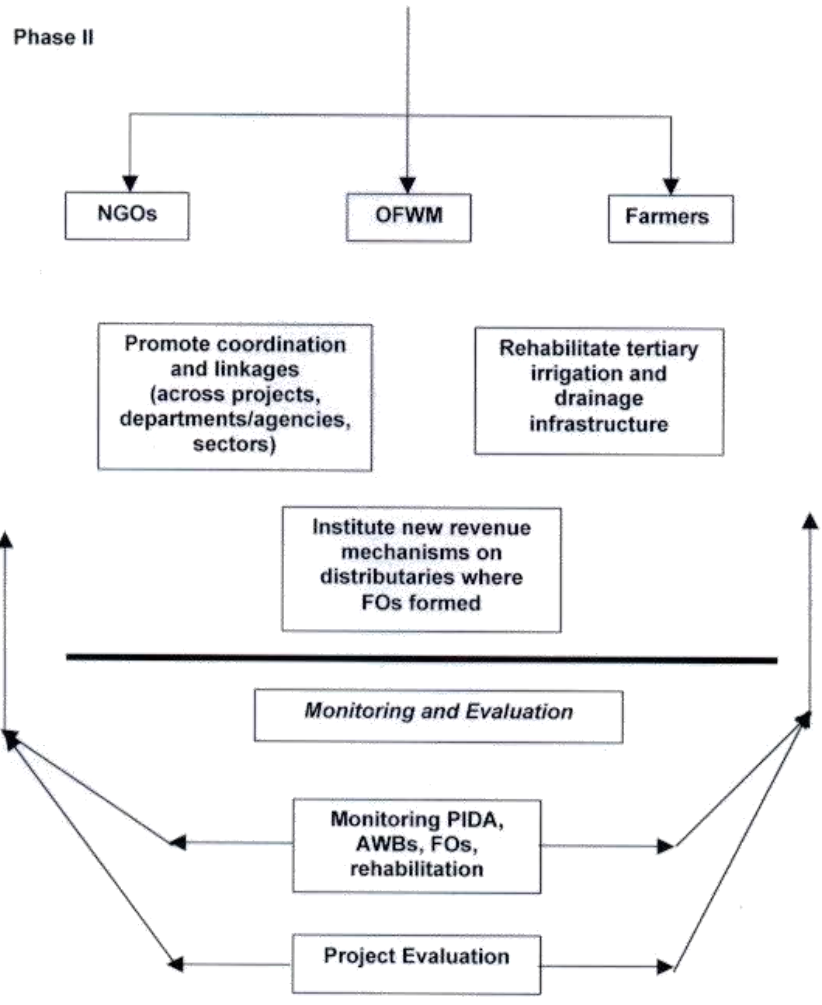 Phase II
NGOs
OFWM
Farmers
Promote coordination
and linkages
(across projects,
departments/agencies,
sectors)
Rehabilitate tertiary
irrigation and
drainage
infrastructure
Institute new revenue
mechanisms on
distributaries where
FOs formed
Monitoring and Evaluation
Monitoring PIDA,
AWBs, FOs,
rehabilitation
Project Evaluation